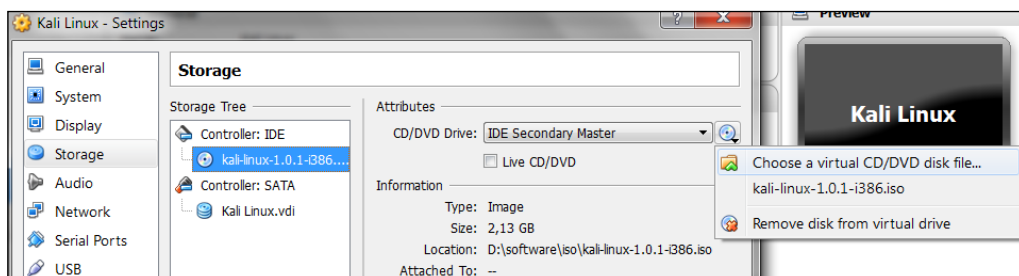 Kali Linux - Settings
Preview
General
System
Display
Storage
Audio
Network
Serial Ports
USB
Storage
Storage Tree
Controller: IDE
kali-linux-1.0.1-i386....
Controller: SATA
Kali Linux.vdi
Attributes
CD/DVD Drive: IDE Secondary Master
Live CD/DVD
Information
Type: Image
Size: 2,13 GB
Location: D:\software\iso\kali-linux-1.0.1-i386.iso
Attached To: --
Kali Linux
Choose a virtual CD/DVD disk file...
kali-linux-1.0.1-i386.iso
Remove disk from virtual drive